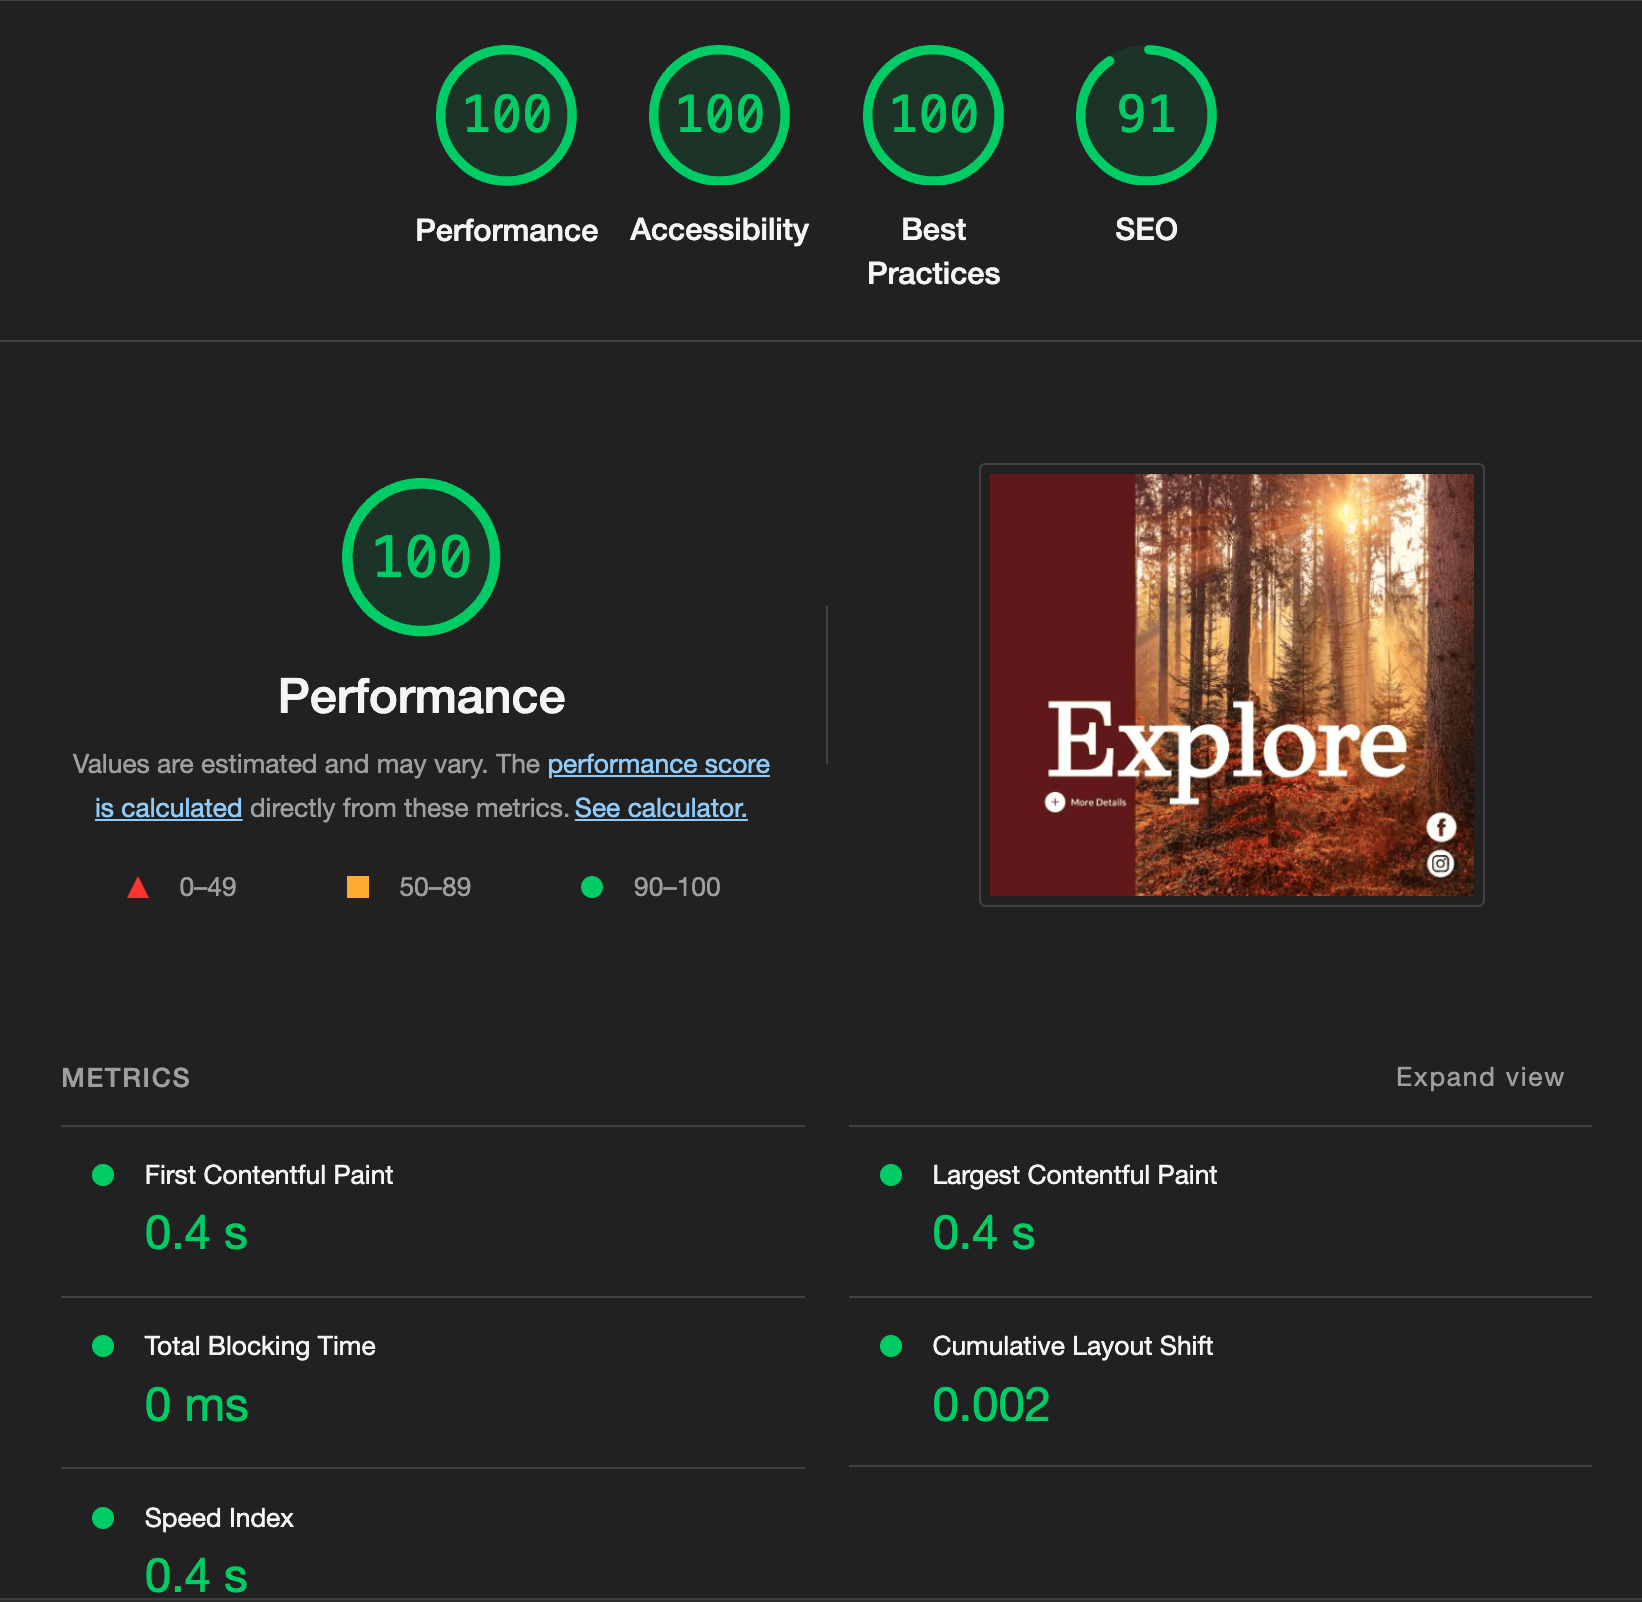 100
100
100
91
Performance
Accessibility
Best
Practices
SEO
100
Performance
Values are estimated and may vary. The performance score
is calculated directly from these metrics. See calculator.
0–49
50–89
90–100
Explore
More Details
METRICS
Expand view
First Contentful Paint
0.4 s
Largest Contentful Paint
0.4 s
Total Blocking Time
0 ms
Cumulative Layout Shift
0.002
Speed Index
0.4 s